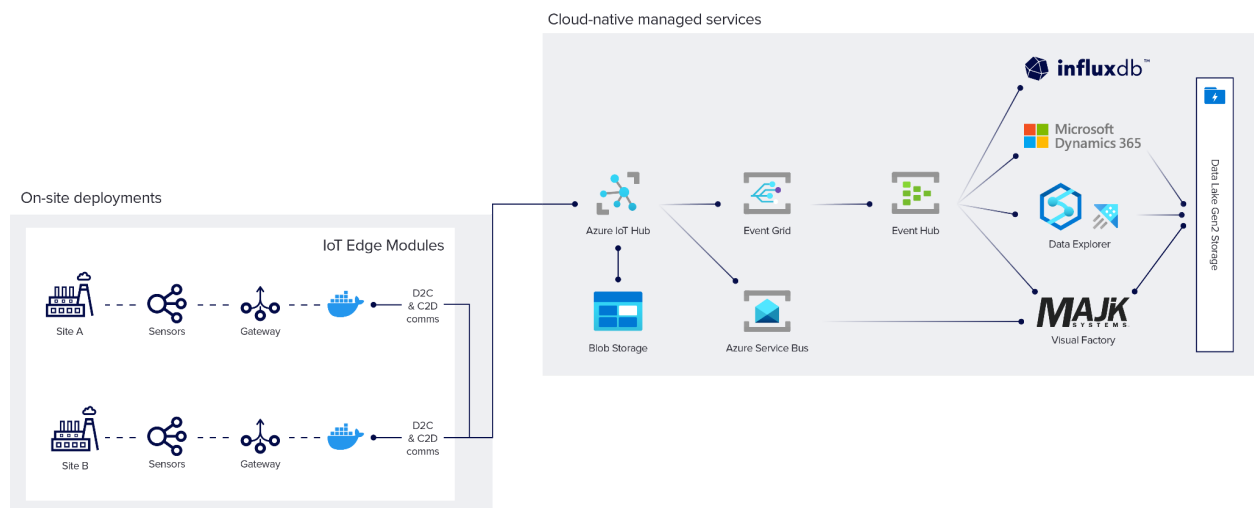 Cloud-native managed services
influxdb™
Microsoft
Dynamics 365
Data Lake Gen2 Storage
On-site deployments
IoT Edge Modules
Azure IoT Hub
Event Grid
Event Hub
Data Explorer
D2C
& C2D
comms
Site A
Sensors
Gateway
MAJiK
SYSTEMS
Visual Factory
Blob Storage
Azure Service Bus
D2C
& C2D
comms
Site B
Sensors
Gateway